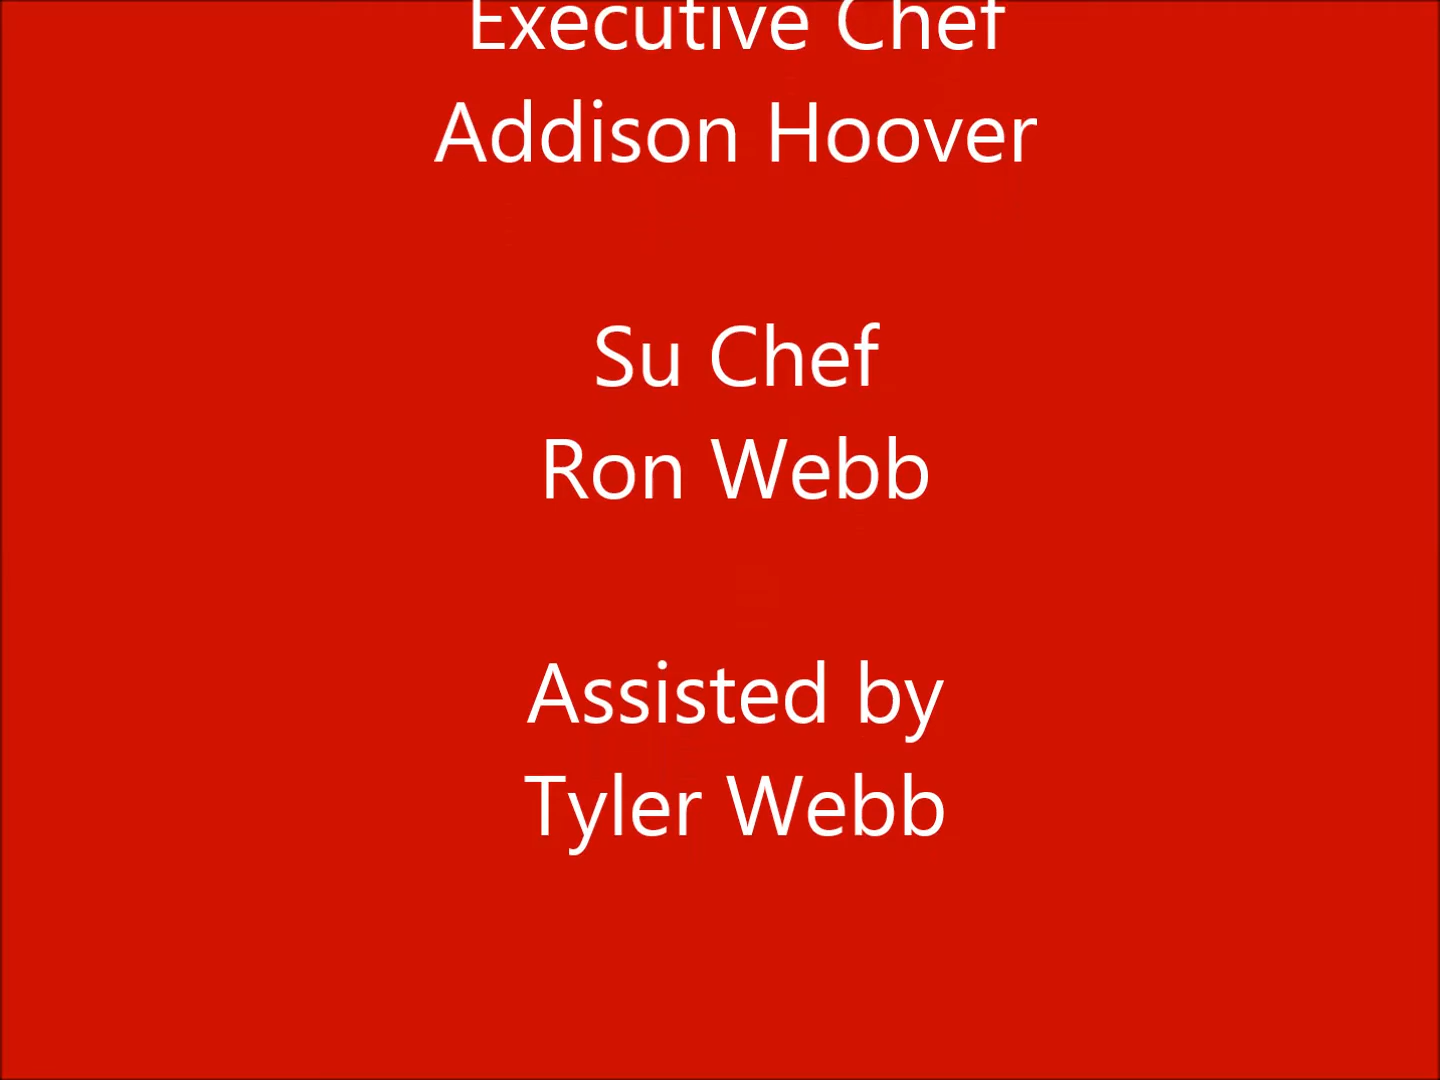 Executive Chef
Addison Hoover
Su Chef
Ron Webb
Assisted by
Tyler Webb